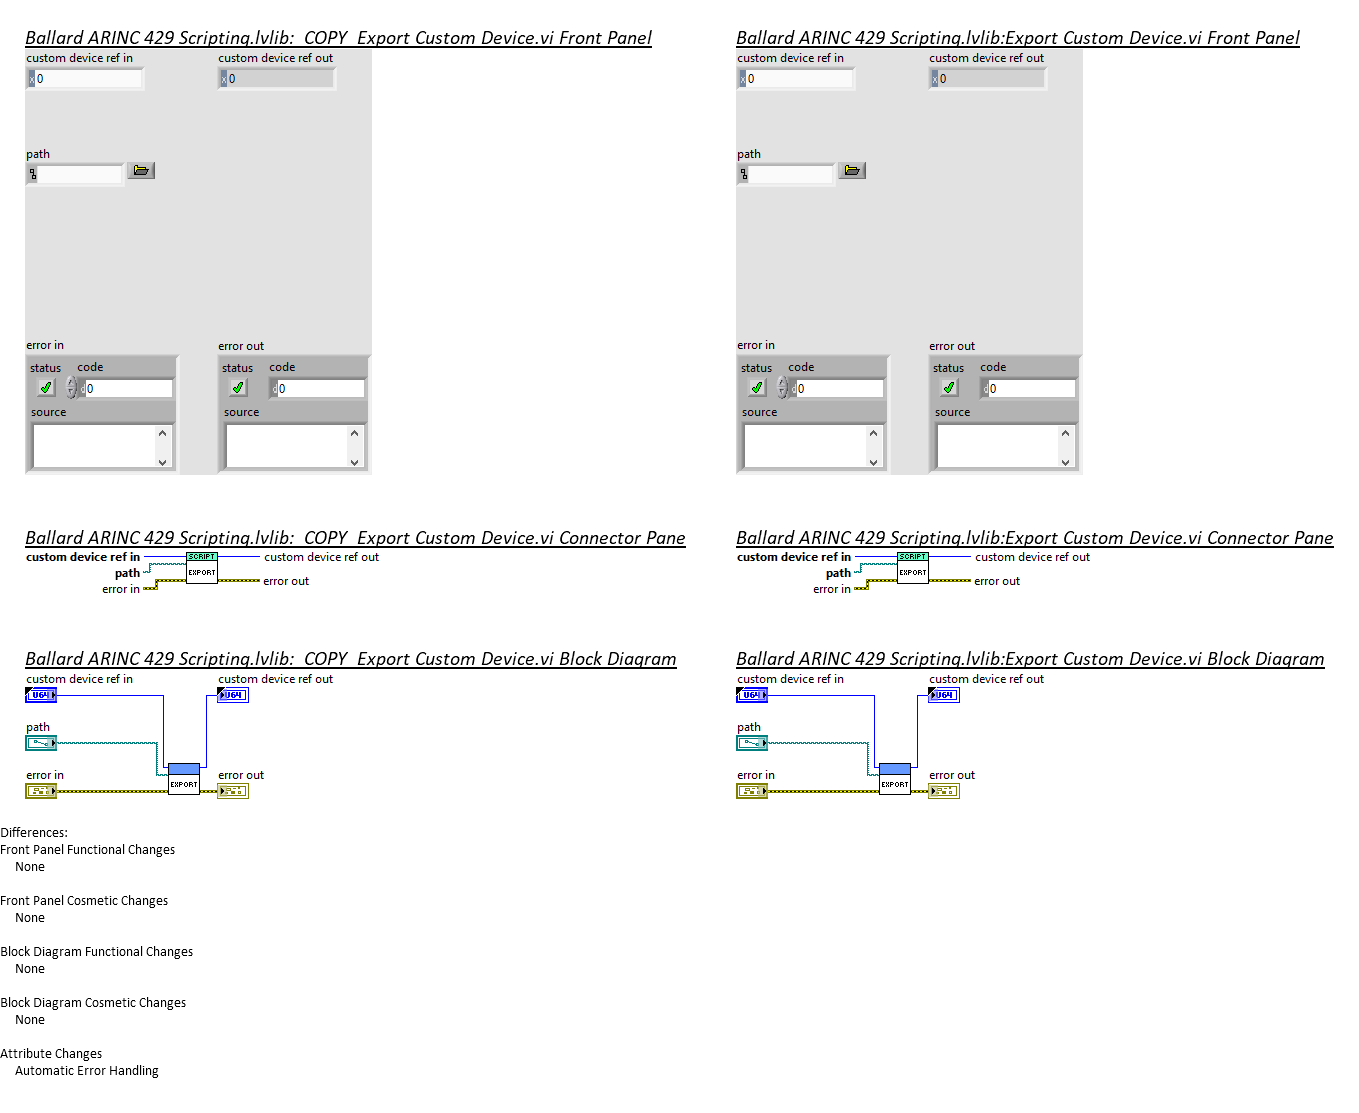 Ballard ARINC 429 Scripting.lvlib:  COPY  Export Custom Device.vi Front Panel
custom device ref in
custom device ref out
x 0
x 0
path
error in
error out
status
code
status
code
d 0
d 0
source
source
Ballard ARINC 429 Scripting.lvlib:Export Custom Device.vi Front Panel
custom device ref in
custom device ref out
x 0
x 0
path
error in
error out
status
code
status
code
d 0
d 0
source
source
Ballard ARINC 429 Scripting.lvlib:  COPY  Export Custom Device.vi Connector Pane
custom device ref in
SCRIPT
custom device ref out
path
EXPORT
error in
error out
Ballard ARINC 429 Scripting.lvlib:Export Custom Device.vi Connector Pane
custom device ref in
SCRIPT
custom device ref out
path
EXPORT
error in
error out
Ballard ARINC 429 Scripting.lvlib:  COPY  Export Custom Device.vi Block Diagram
custom device ref in
custom device ref out
U64
U64
path
error in
error out
EXPORT
Ballard ARINC 429 Scripting.lvlib:Export Custom Device.vi Block Diagram
custom device ref in
custom device ref out
U64
U64
path
error in
error out
EXPORT
Differences:
Front Panel Functional Changes
None
Front Panel Cosmetic Changes
None
Block Diagram Functional Changes
None
Block Diagram Cosmetic Changes
None
Attribute Changes
Automatic Error Handling